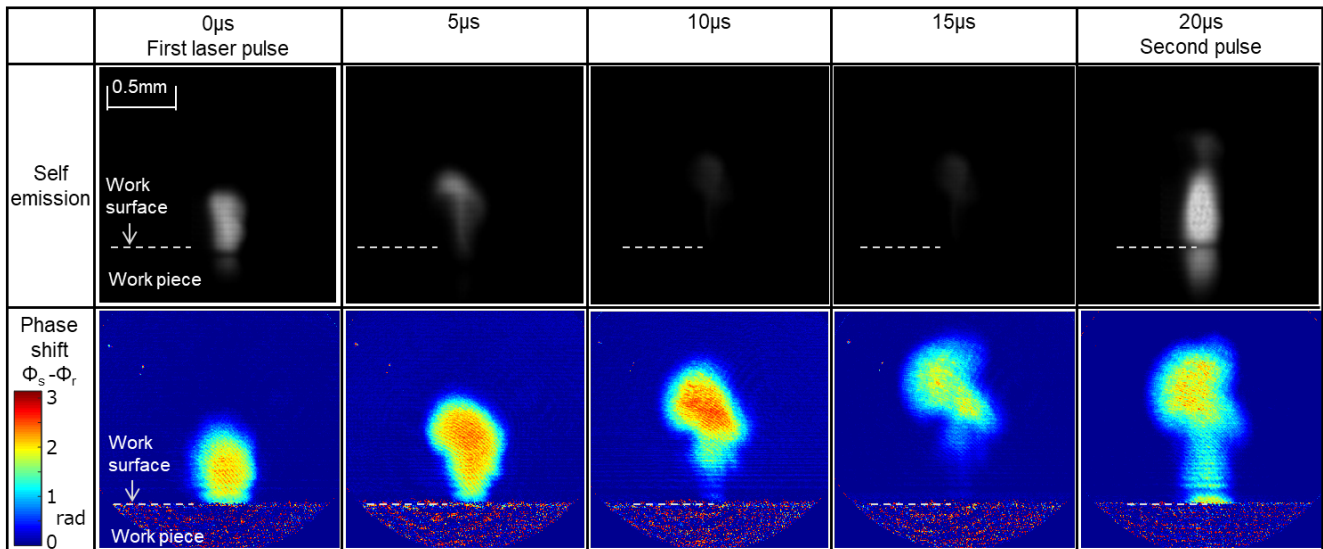 0µs
First laser pulse
5µs
10µs
15µs
20µs
Second pulse
Self
emission
0.5mm
Work
surface
Work piece
Phase
shift
Φs -Φr
3
2
1
0
rad
Work
surface
Work piece